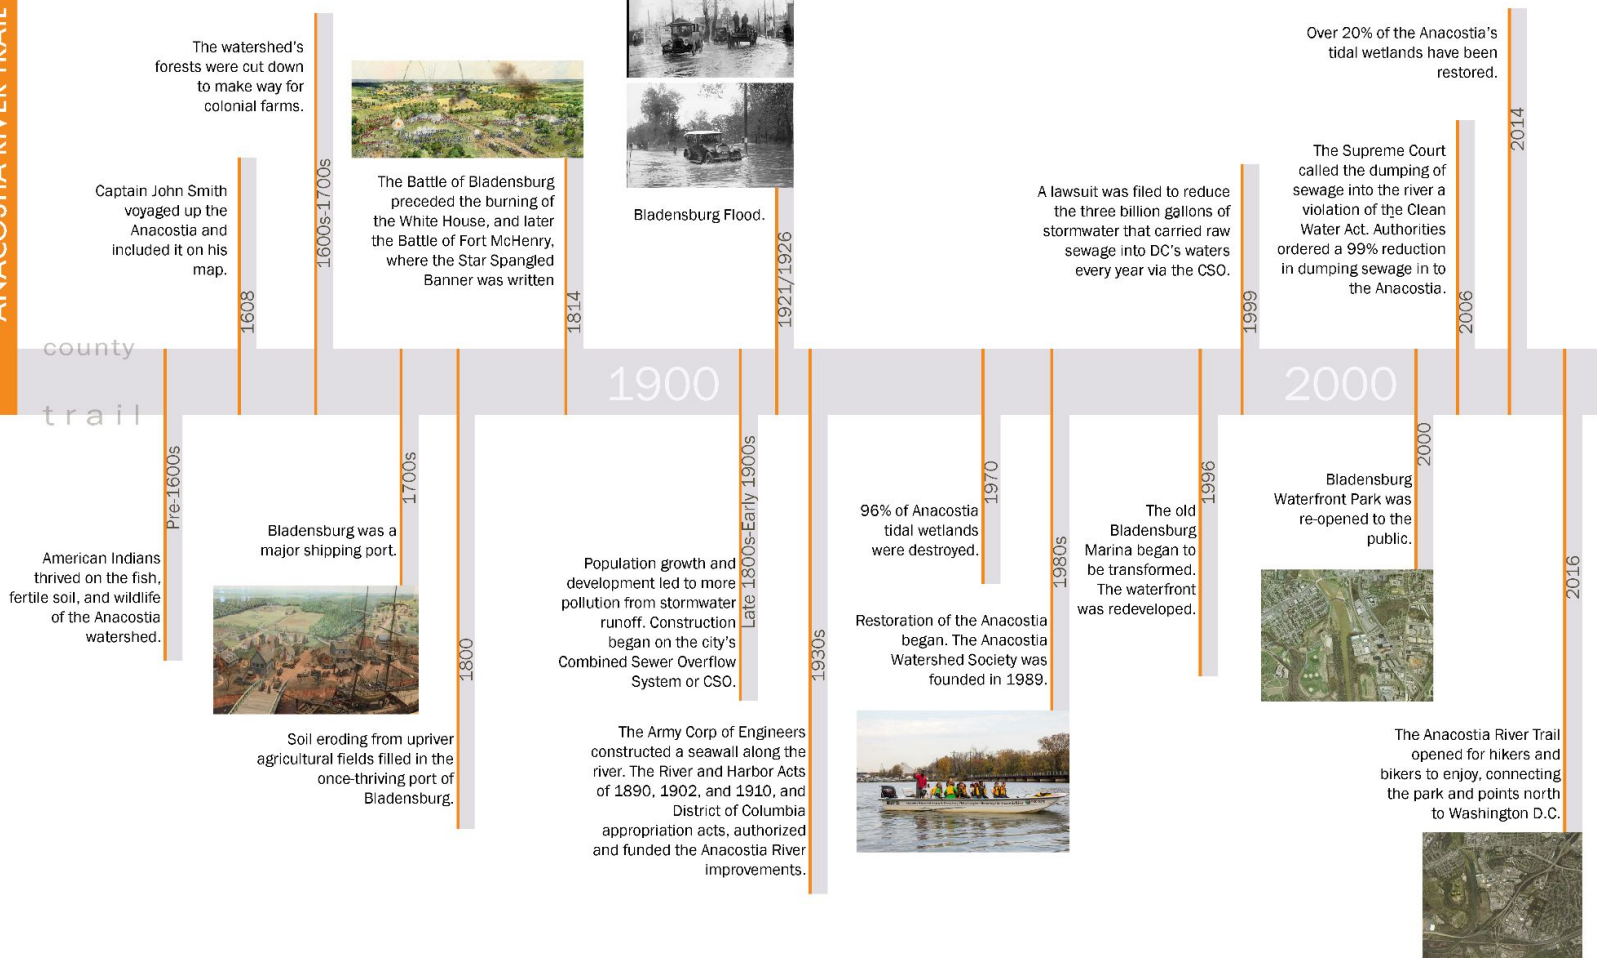 ANACOSTIA RIVER TRAIL
county
trail
1900
2000
American Indians
thrived on the fish,
fertile soil, and wildlife
of the Anacostia
watershed.
Pre-1600s
Captain John Smith
voyaged up the
Anacostia and
included it on his
map.
1608
The watershed's
forests were cut down
to make way for
colonial farms.
1600s-1700s
Bladensburg was a
major shipping port.
1700s
Soil eroding from upriver
agricultural fields filled in the
once-thriving port of
Bladensburg.
1800
The Battle of Bladensburg
preceded the burning of
the White House, and later
the Battle of Fort McHenry,
where the Star Spangled
Banner was written
1814
Population growth and
development led to more
pollution from stormwater
runoff. Construction
began on the city's
Combined Sewer Overflow
System or CSO.
Late 1800s-Early 1900s
Bladensburg Flood.
1921/1926
The Army Corp of Engineers
constructed a seawall along the
river. The River and Harbor Acts
of 1890, 1902, and 1910, and
District of Columbia
appropriation acts, authorized
and funded the Anacostia River
improvements.
1930s
96% of Anacostia
tidal wetlands
were destroyed.
1970
Restoration of the Anacostia
began. The Anacostia
Watershed Society was
founded in 1989.
1980s
The old
Bladensburg
Marina began to
be transformed.
The waterfront
was redeveloped.
1996
A lawsuit was filed to reduce
the three billion gallons of
stormwater that carried raw
sewage into DC's waters
every year via the CSO.
1999
Bladensburg
Waterfront Park was
re-opened to the
public.
2000
The Supreme Court
called the dumping of
sewage into the river a
violation of the Clean
Water Act. Authorities
ordered a 99% reduction
in dumping sewage in to
the Anacostia.
2006
Over 20% of the Anacostia's
tidal wetlands have been
restored.
2014
The Anacostia River Trail
opened for hikers and
bikers to enjoy, connecting
the park and points north
to Washington D.C.
2016